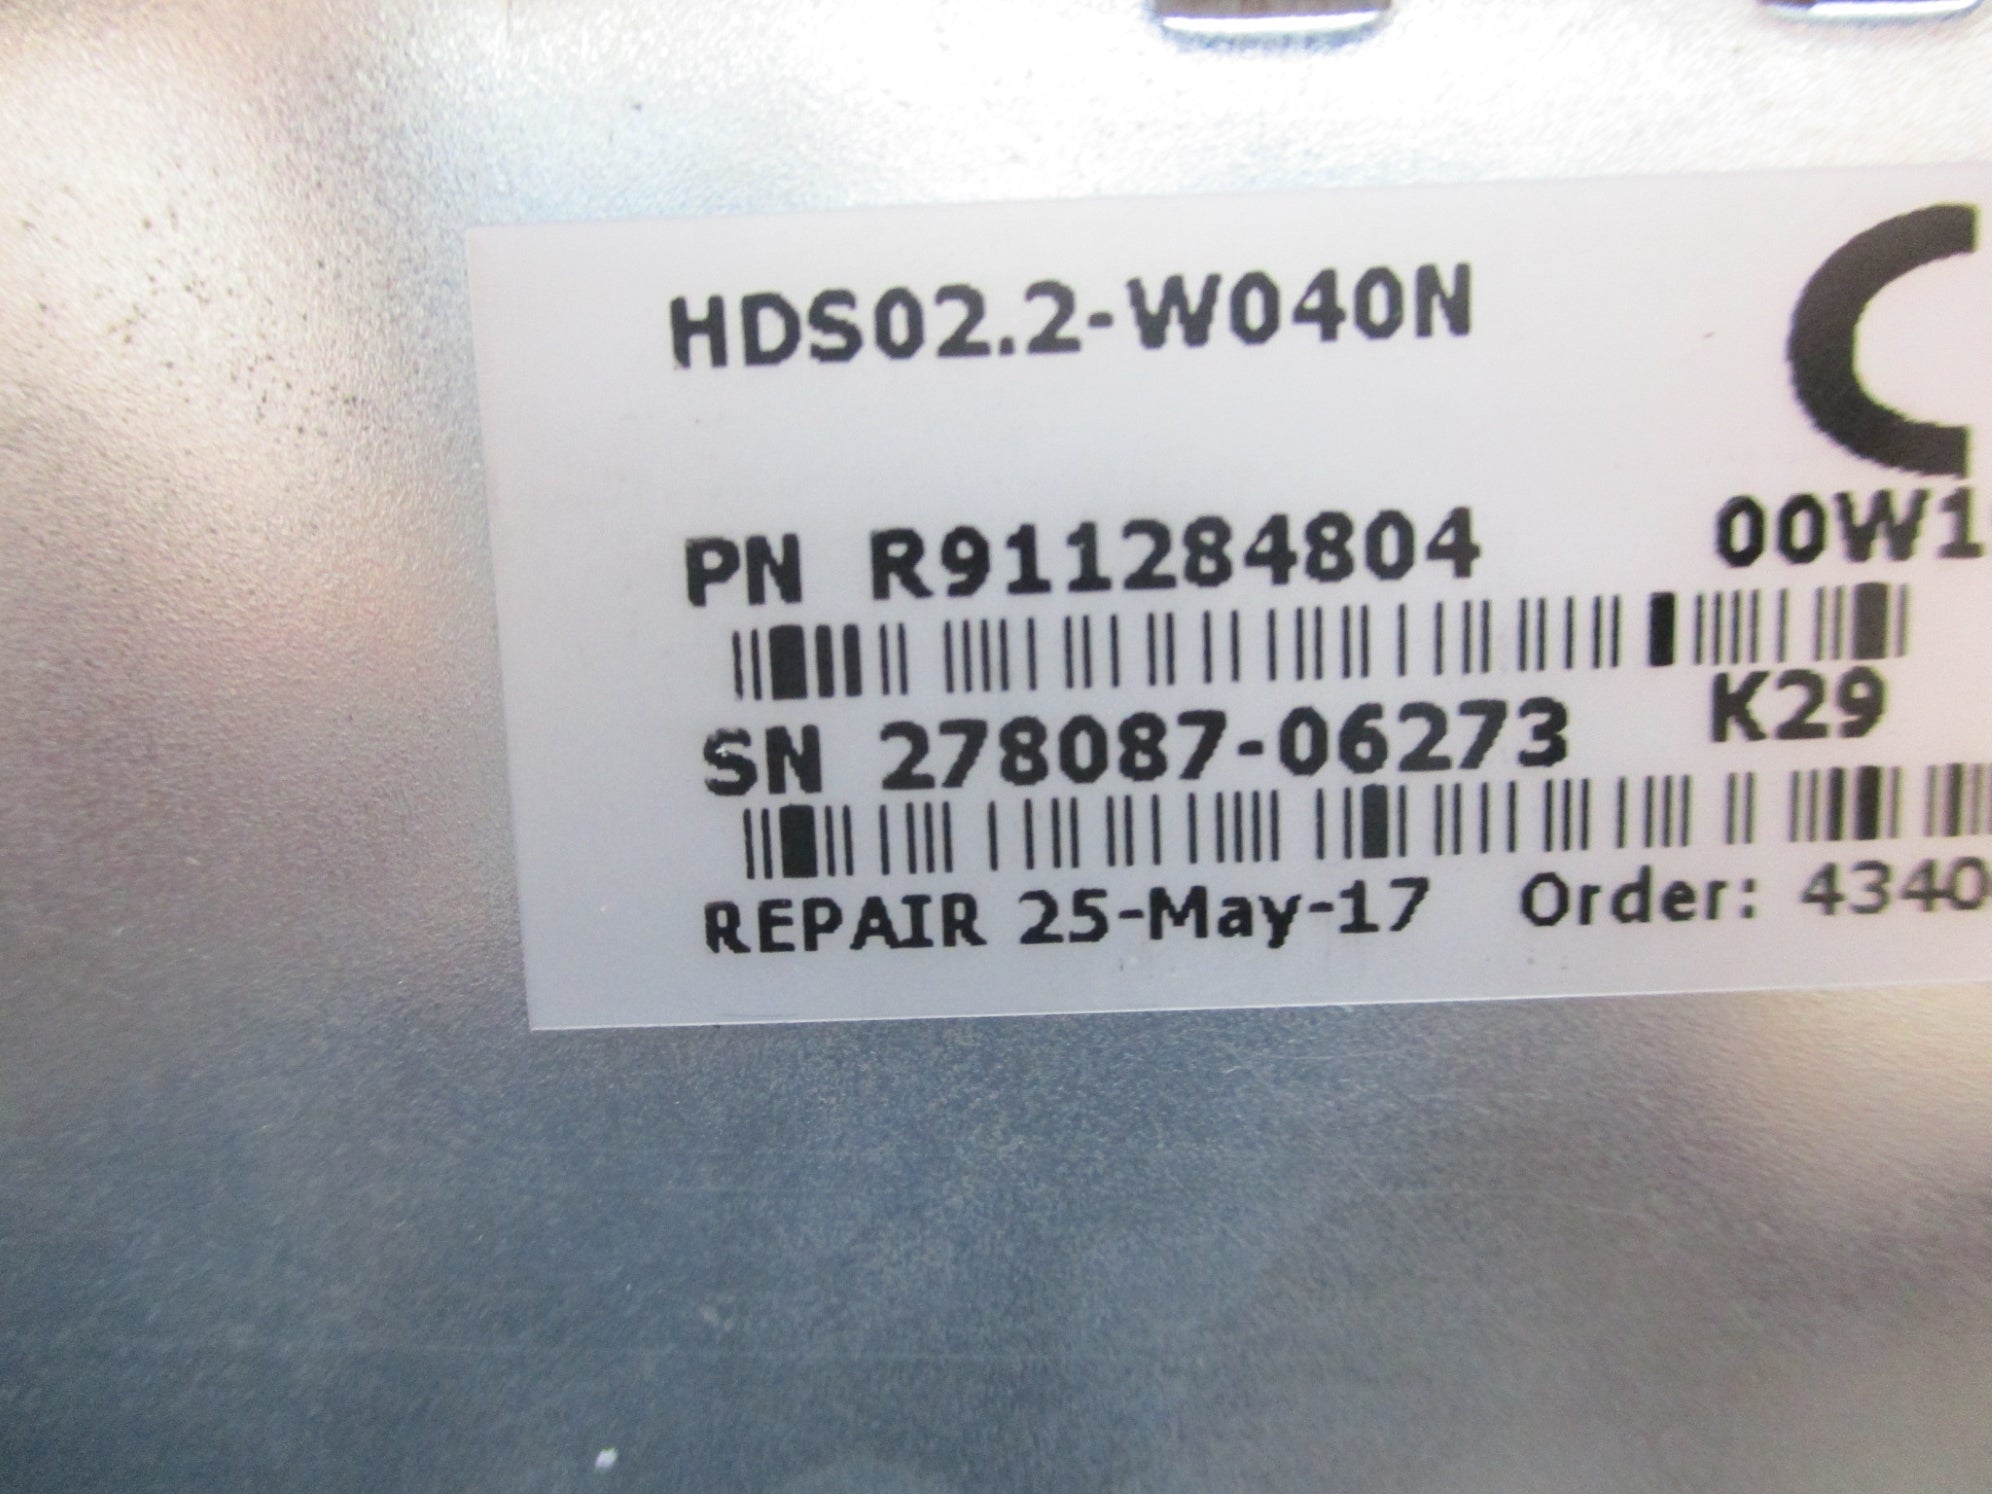 HDS02.2-W040N
PN R911284804 00W1
SN 278087-06273 K29
REPAIR 25-May-17 Order: 4340